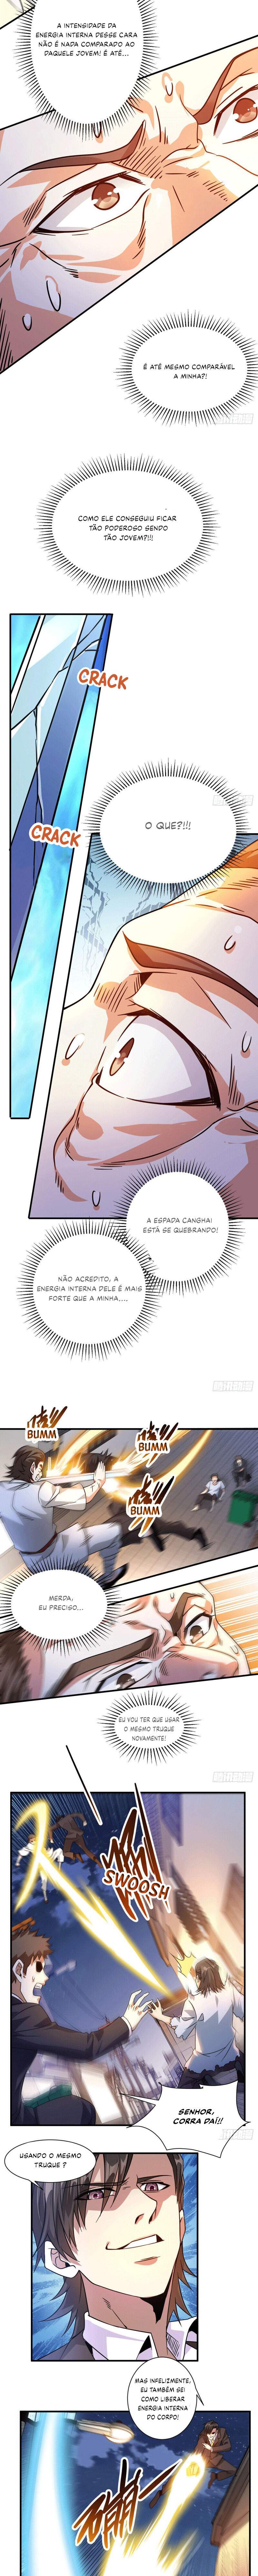 A INTENSIDADE DA
ENERGIA INTERNA DESSE CARA
NÃO É NADA COMPARADO AO
DAQUELE JOVEM! É ATÉ...
É ATÉ MESMO COMPARÁVEL
A MINHA?!
COMO ELE CONSEGUIU FICAR
TÃO PODEROSO SENDO
TÃO JOVEM?!!!
CRACK
O QUE?!!!
CRACK
A ESPADA CANGHAI
ESTÁ SE QUEBRANDO!
NÃO ACREDITO, A
ENERGIA INTERNA DELE É MAIS
FORTE QUE A MINHA,...
BUMM
BUMM
BUMM
MERDA,
EU PRECISO...
EU VOU TER QUE USAR
O MESMO TRUQUE
NOVAMENTE!
SWOOSH
SENHOR,
CORRA DAÍ!!
USANDO O MESMO
TRUQUE ?
MAS INFELIZMENTE,
EU TAMBÉM SEI
COMO LIBERAR
ENERGIA INTERNA
DO CORPO!